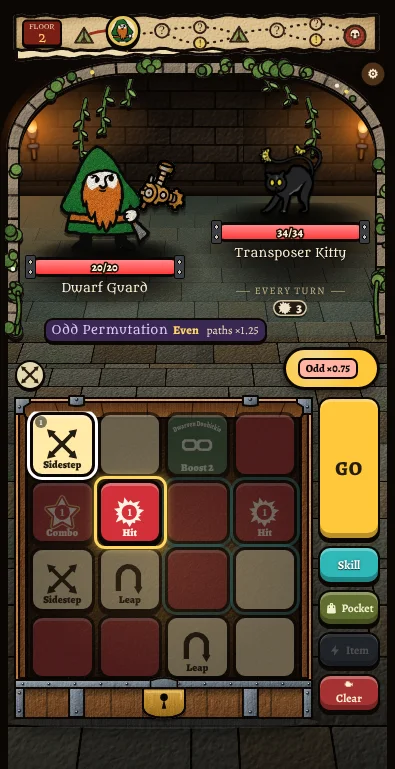 FLOOR
2
?
?
?
!
?
!
34/34
Transposer Kitty
20/20
Dwarf Guard
EVERY TURN
3
Odd Permutation Even paths ×1.25
Odd ×0.75
1
Sidestep
Boost 2
GO
1
Combo
1
Hit
1
Hit
Sidestep
Leap
Skill
Pocket
Item
Leap
Clear